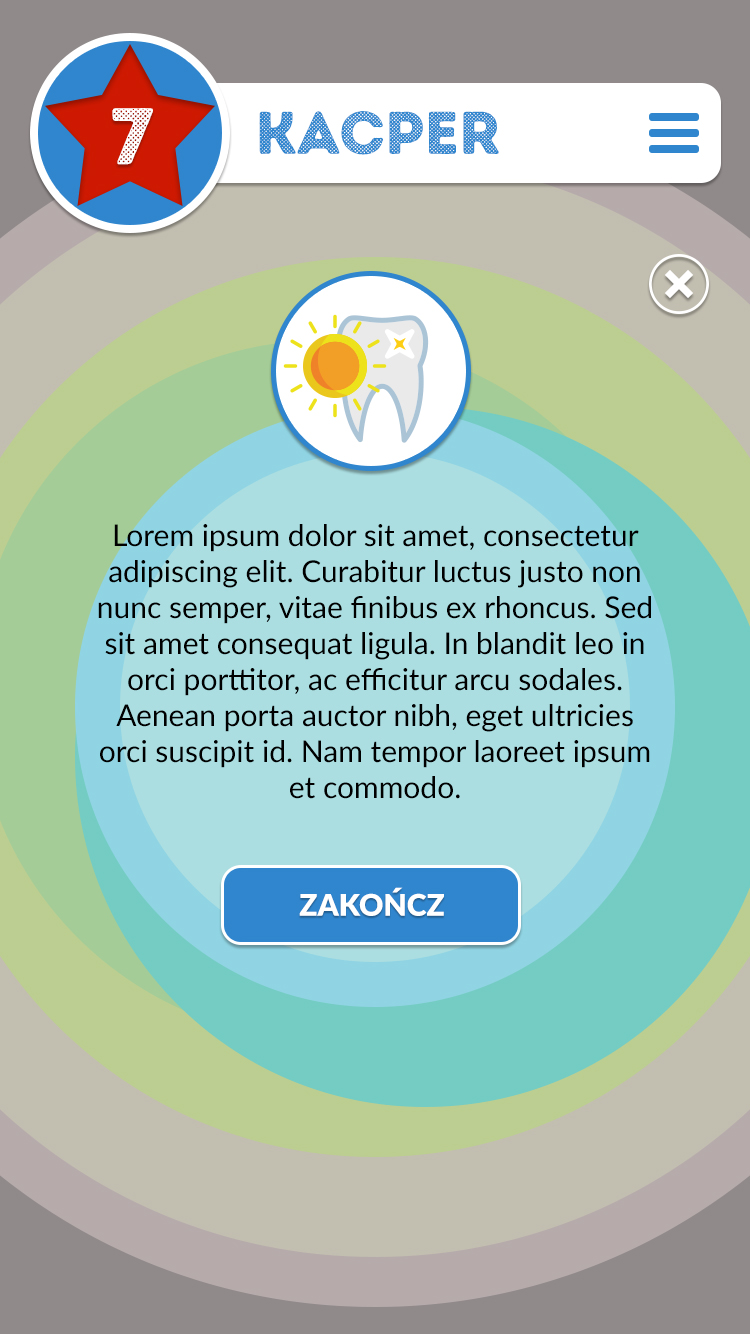 7
KACPER
Lorem ipsum dolor sit amet, consectetur
adipiscing elit. Curabitur luctus justo non
nunc semper, vitae finibus ex rhoncus. Sed
sit amet consequat ligula. In blandit leo in
orci porttitor, ac efficitur arcu sodales.
Aenean porta auctor nibh, eget ultricies
orci suscipit id. Nam tempor laoreet ipsum
et commodo.
ZAKOŃCZ